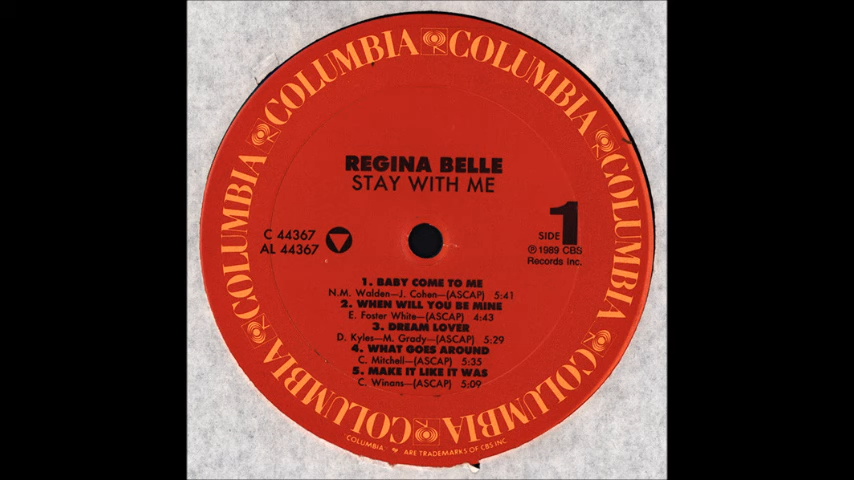 COLUMBIA COLUMBIA COLUMBIA COLUMBIA COLUMBIA COLUMBIA COLUMBIA
REGINA BELLE
STAY WITH ME
C 44367
AL 44367
SIDE 1
℗ 1989 CBS
Records Inc.
1. BABY COME TO ME
N.M. Walden—J. Cohen—(ASCAP) 5:41
2. WHEN WILL YOU BE MINE
E. Foster White—(ASCAP) 4:43
3. DREAM LOVER
D. Kyles—M. Grady—(ASCAP) 5:29
4. WHAT GOES AROUND
C. Mitchell—(ASCAP) 5:35
5. MAKE IT LIKE IT WAS
C. Winans—(ASCAP) 5:09
"COLUMBIA," ARE TRADEMARKS OF CBS INC